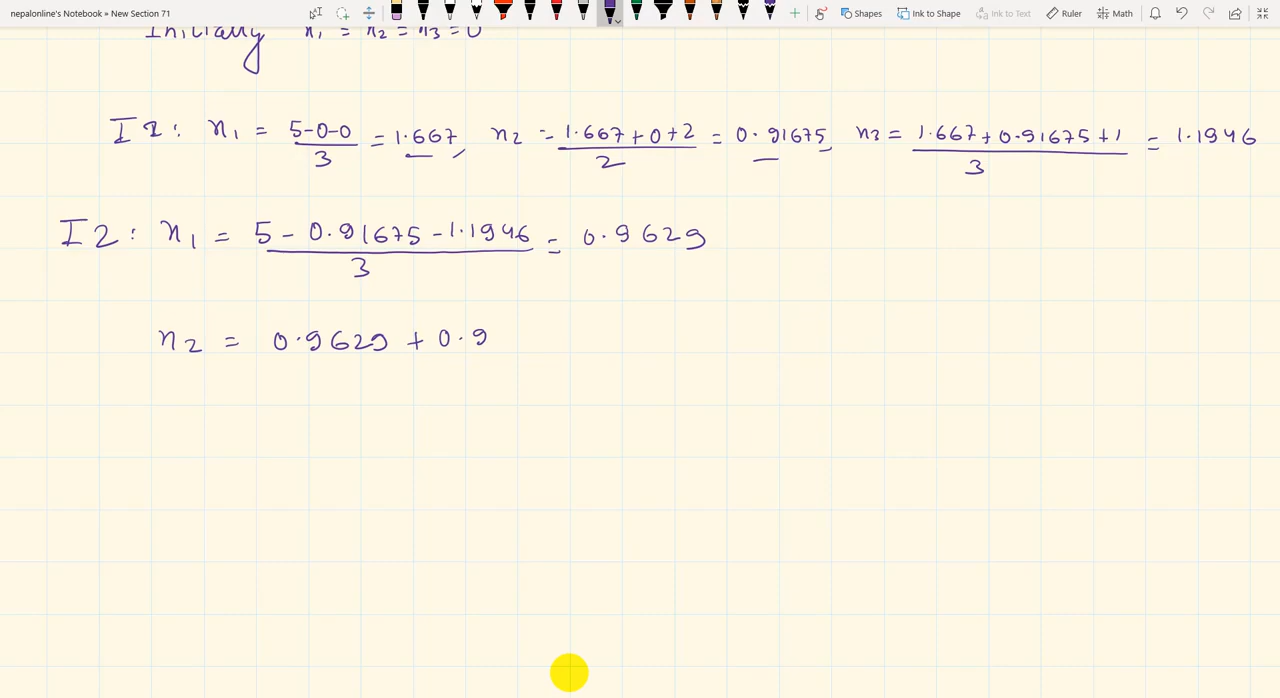 nepalonline's Notebook » New Section 71
Shapes Ink to Shape Ink to Text Ruler Math
Initially x1 = x2 = x3 = 0
I1: x1 = (5-0-0)/3 = 1.667, x2 = (1.667+0+2)/2 = 0.91675, x3 = (1.667+0.91675+1)/3 = 1.1946
I2: x1 = (5-0.91675-1.1946)/3 = 0.9629
x2 = 0.9629 + 0.9